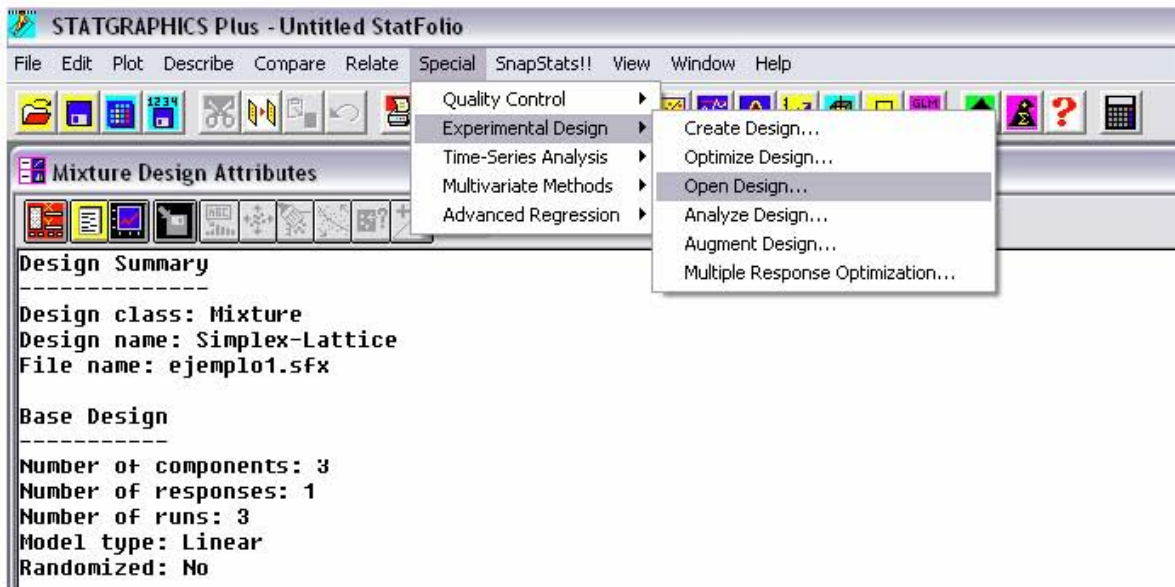 STATGRAPHICS Plus - Untitled StatFolio
File Edit Plot Describe Compare Relate Special SnapStats!! View Window Help
Quality Control
Experimental Design
Time-Series Analysis
Multivariate Methods
Advanced Regression
Create Design...
Optimize Design...
Open Design...
Analyze Design...
Augment Design...
Multiple Response Optimization...
Mixture Design Attributes
Design Summary
--------------
Design class: Mixture
Design name: Simplex-Lattice
File name: ejemplo1.sfx
Base Design
-----------
Number of components: 3
Number of responses: 1
Number of runs: 3
Model type: Linear
Randomized: No